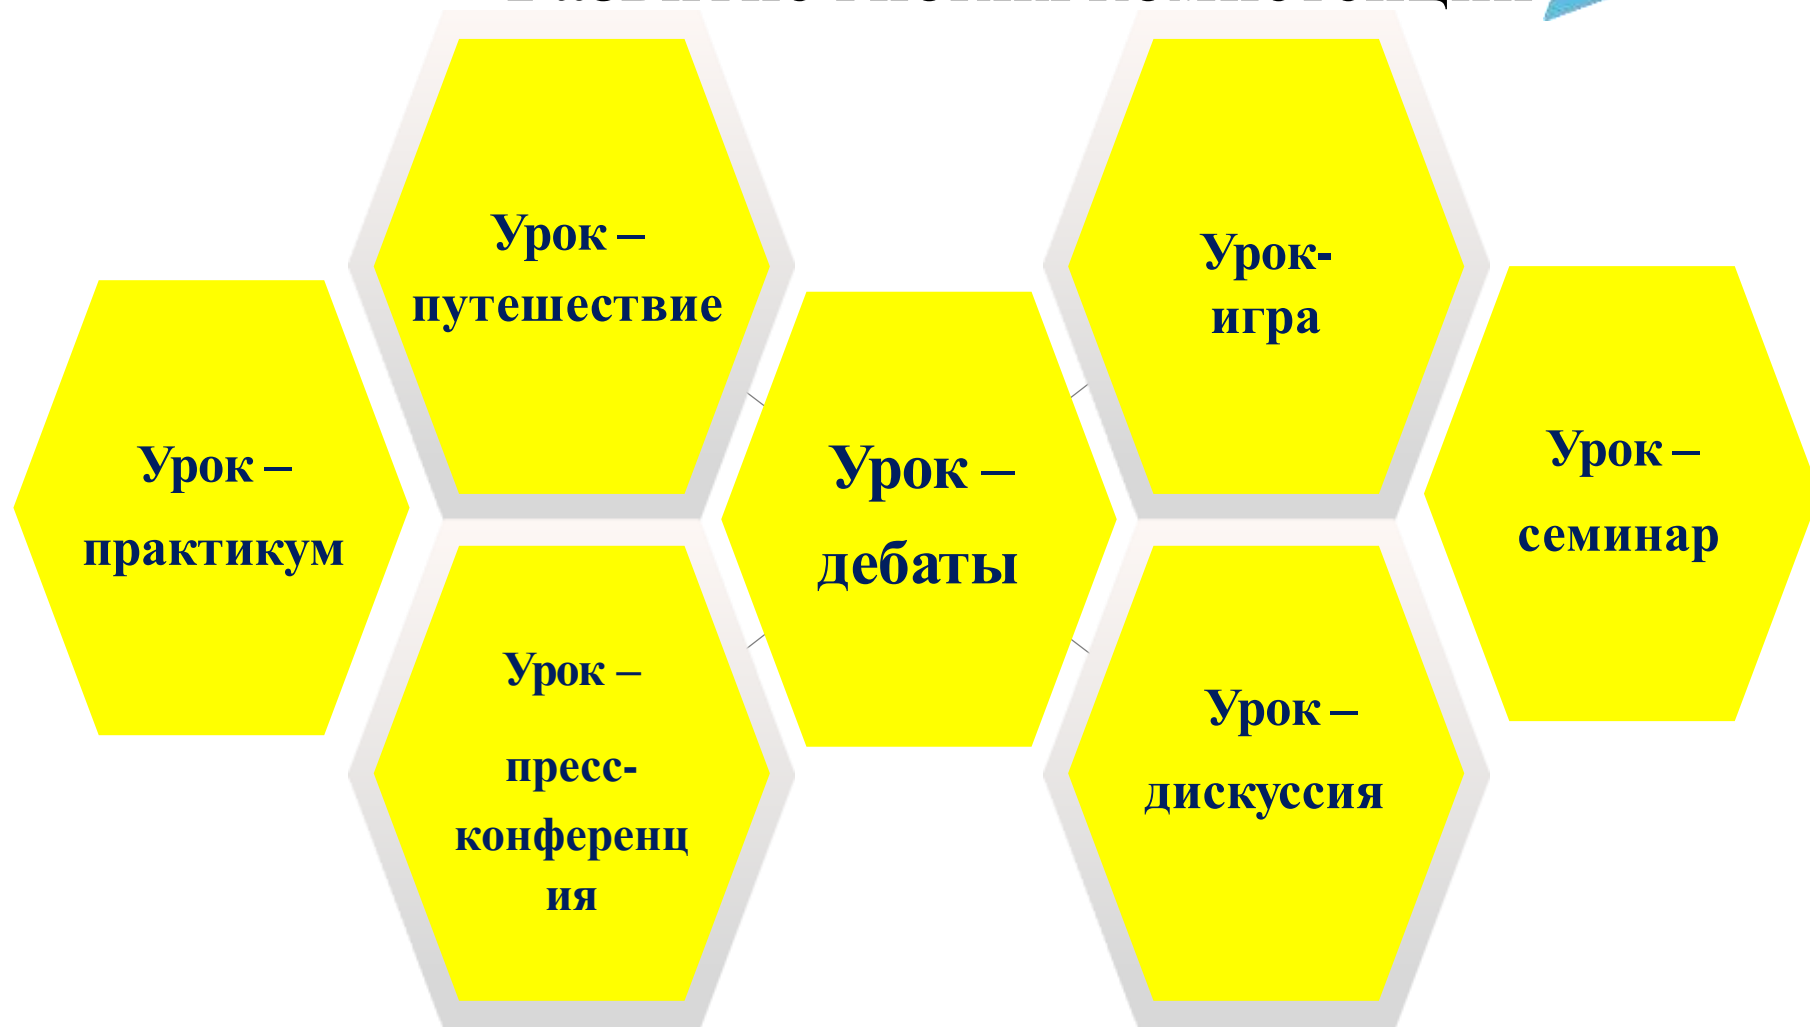 Урок –
путешествие
Урок-
игра
Урок –
практикум
Урок –
дебаты
Урок –
семинар
Урок –
пресс-
конференц
ия
Урок –
дискуссия